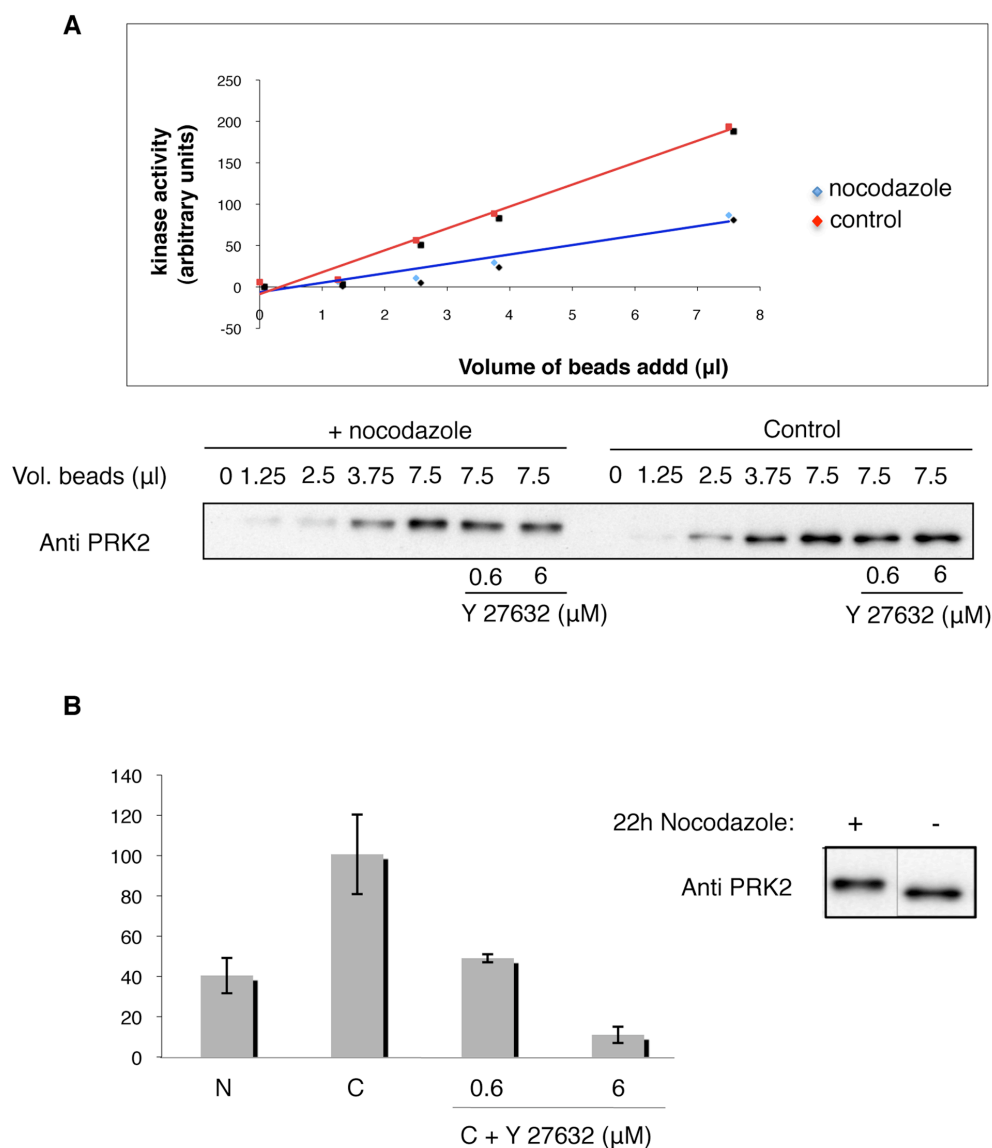 A
kinase activity
(arbitrary units)
250
200
150
100
50
0
-50
0 1 2 3 4 5 6 7 8
Volume of beads addd (µl)
nocodazole
control
+ nocodazole Control
Vol. beads (µl) 0 1.25 2.5 3.75 7.5 7.5 7.5 0 1.25 2.5 3.75 7.5 7.5 7.5
Anti PRK2
0.6 6 0.6 6
Y 27632 (µM) Y 27632 (µM)
B
140
120
100
80
60
40
20
0
N C 0.6 6
C + Y 27632 (µM)
22h Nocodazole: + -
Anti PRK2